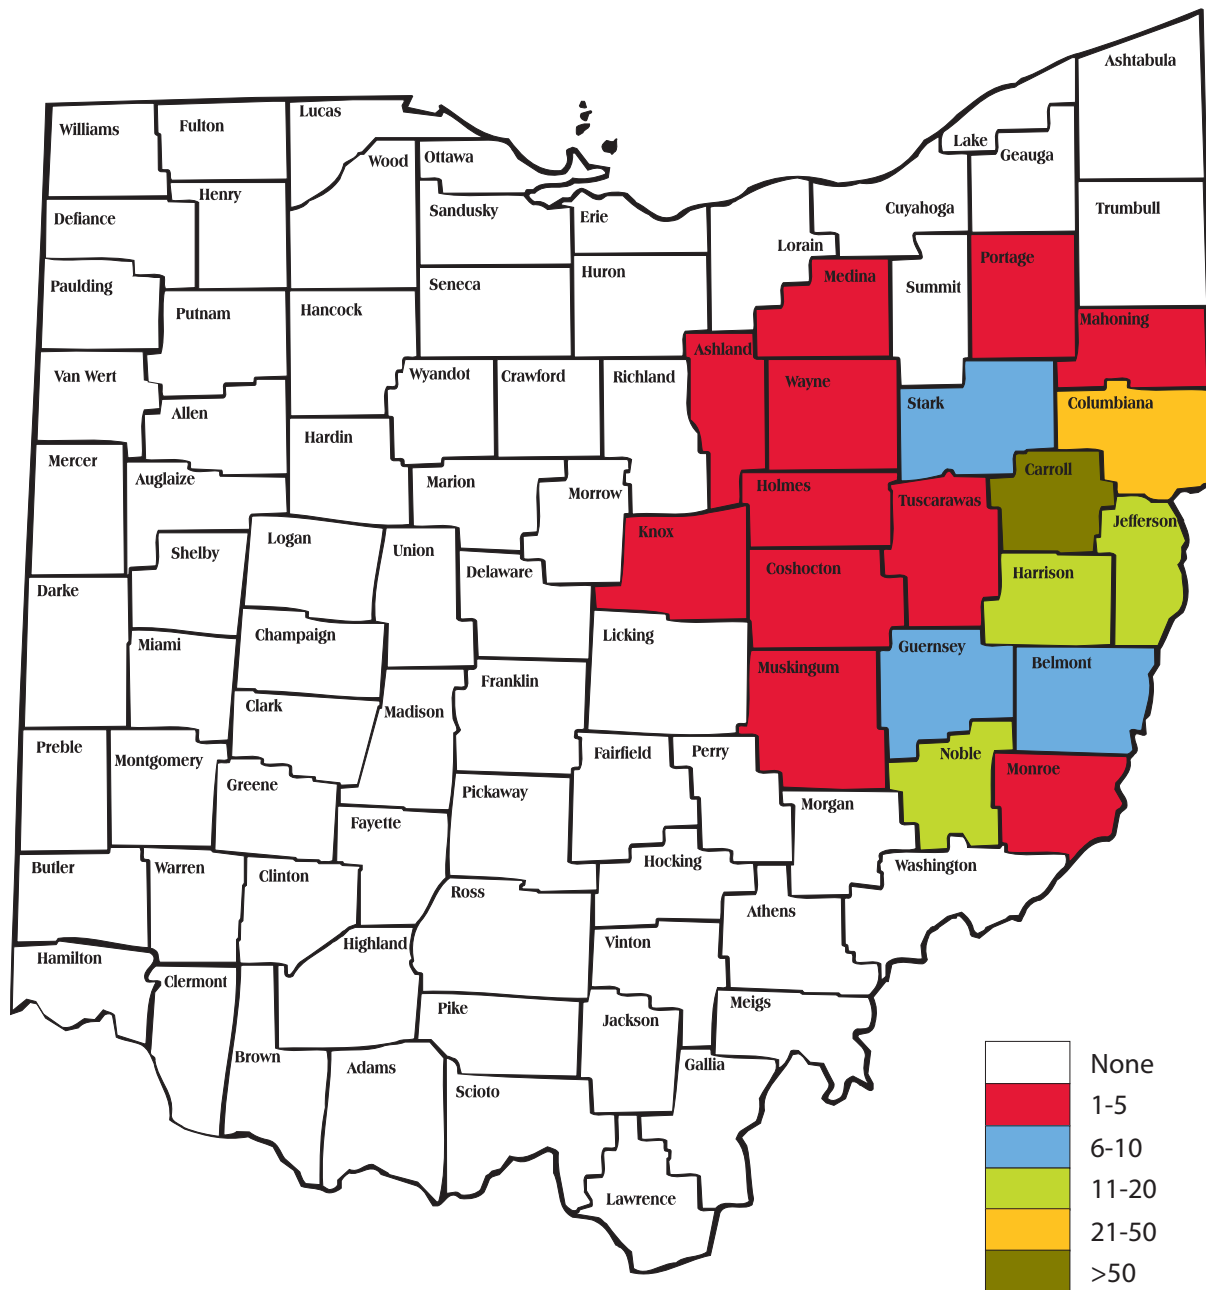 Ashtabula
Lucas
Williams
Fulton
Lake
Geauga
Wood
Ottawa
Henry
Cuyahoga
Trumbull
Defiance
Sandusky
Erie
Lorain
Portage
Medina
Summit
Paulding
Seneca
Huron
Putnam
Hancock
Mahoning
Ashland
Van Wert
Wyandot
Crawford
Richland
Wayne
Stark
Columbiana
Allen
Hardin
Mercer
Carroll
Auglaize
Marion
Morrow
Holmes
Tuscarawas
Jefferson
Knox
Logan
Union
Shelby
Delaware
Coshocton
Harrison
Darke
Champaign
Licking
Miami
Guernsey
Belmont
Muskingum
Franklin
Clark
Madison
Preble
Montgomery
Fairfield
Perry
Noble
Monroe
Greene
Pickaway
Morgan
Fayette
Hocking
Washington
Butler
Warren
Clinton
Ross
Athens
Highland
Vinton
Hamilton
Clermont
Meigs
Pike
Jackson
Brown
Adams
Gallia
Scioto
Lawrence
None
1-5
6-10
11-20
21-50
>50